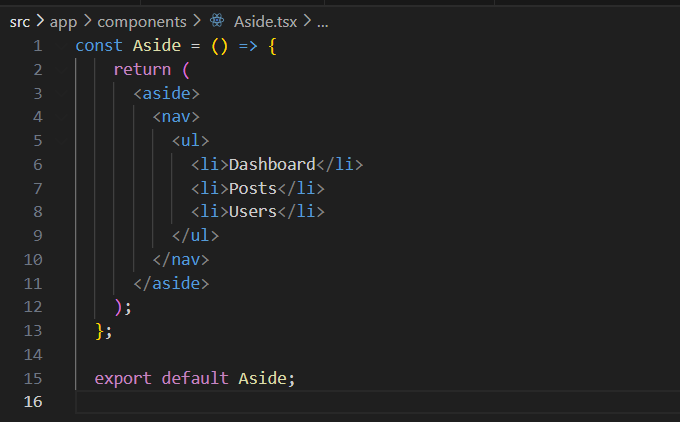 src > app > components > Aside.tsx > ...
1 const Aside = () => {
2     return (
3       <aside>
4         <nav>
5           <ul>
6             <li>Dashboard</li>
7             <li>Posts</li>
8             <li>Users</li>
9           </ul>
10         </nav>
11       </aside>
12     );
13   };
14
15   export default Aside;
16